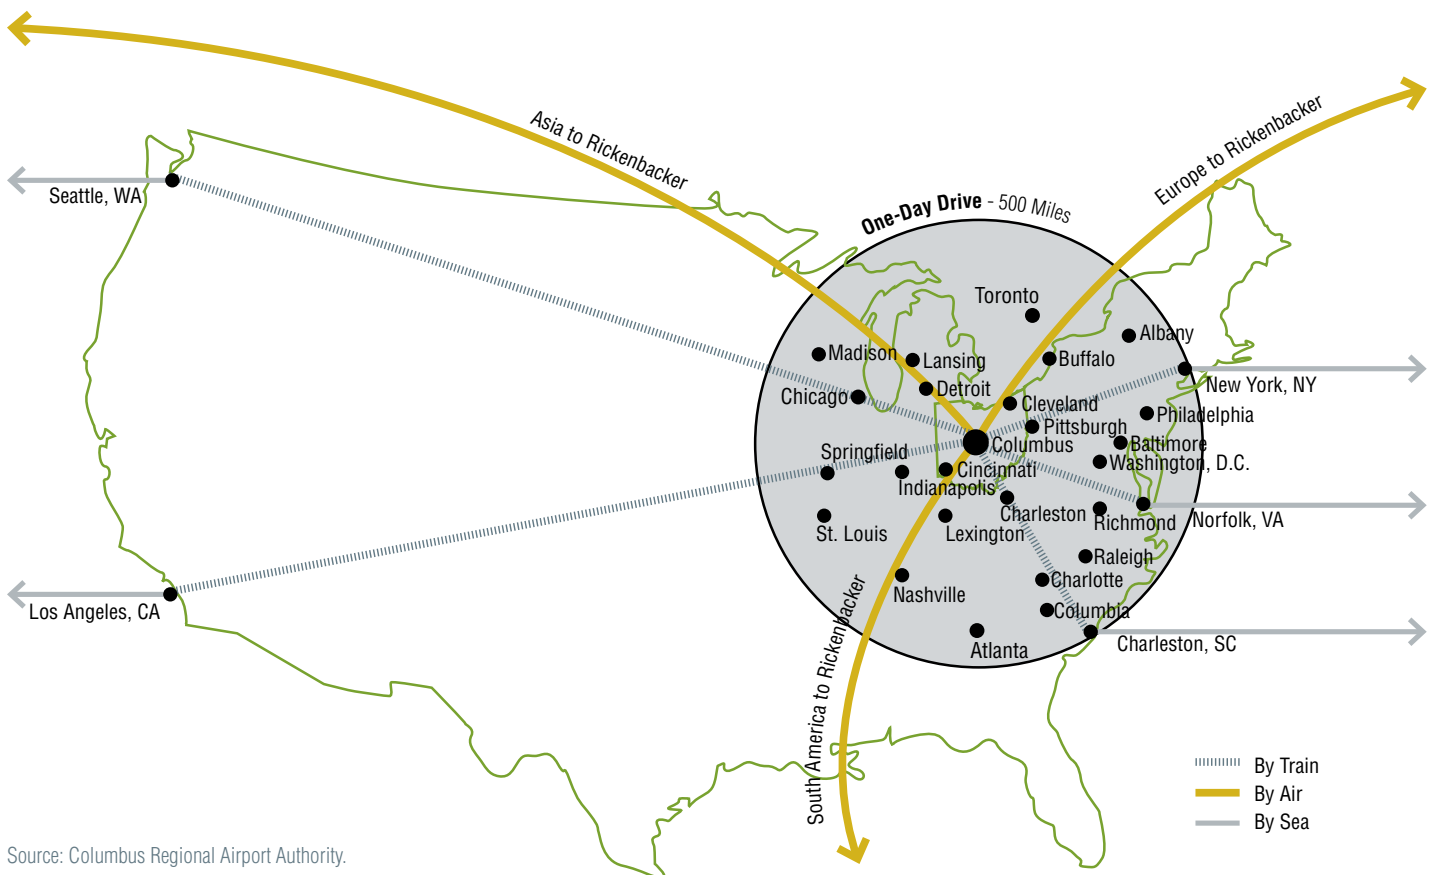 Asia to Rickenbacker
Europe to Rickenbacker
Seattle, WA
One-Day Drive - 500 Miles
Toronto
Albany
Madison
Lansing
Buffalo
New York, NY
Chicago
Detroit
Cleveland
Philadelphia
Pittsburgh
Columbus
Baltimore
Springfield
Cincinnati
Washington, D.C.
Indianapolis
Charleston
Richmond
Norfolk, VA
St. Louis
Lexington
Raleigh
Charlotte
Nashville
Los Angeles, CA
Columbia
Atlanta
Charleston, SC
South America to Rickenbacker
By Train
By Air
By Sea
Source: Columbus Regional Airport Authority.